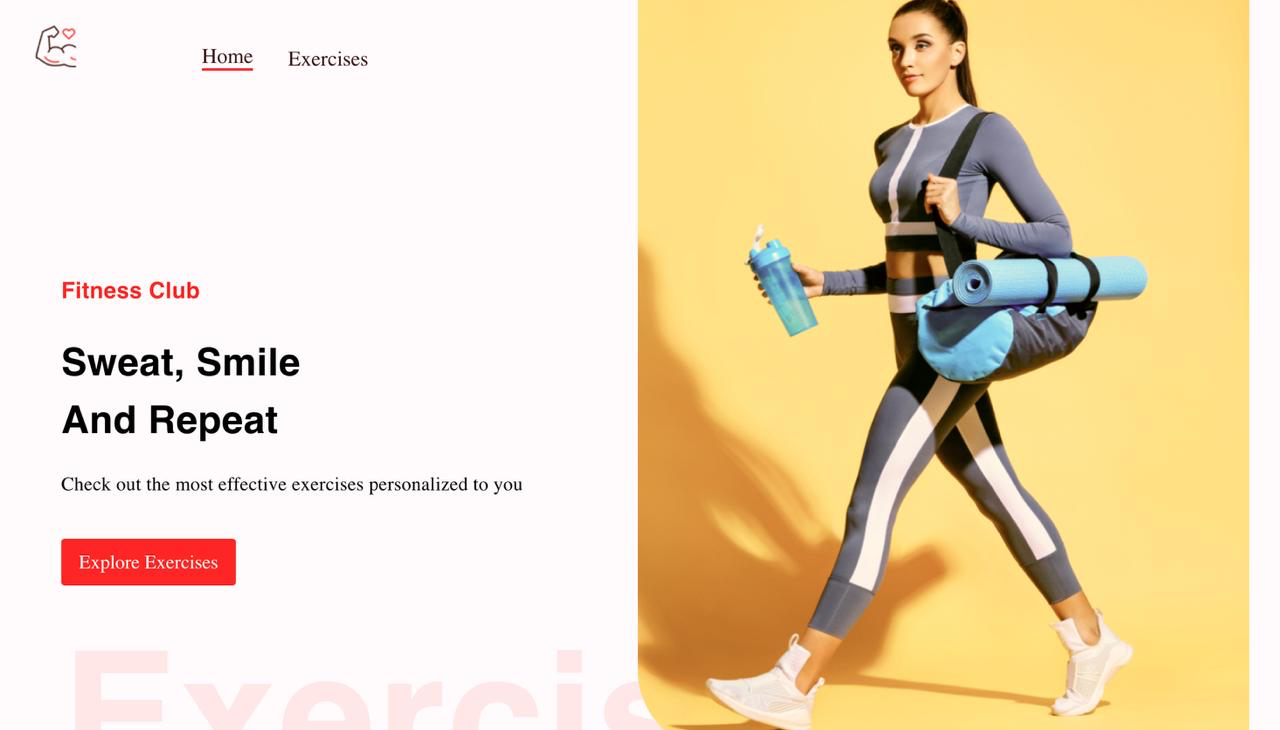 Home Exercises
Fitness Club
Sweat, Smile
And Repeat
Check out the most effective exercises personalized to you
Explore Exercises
Exercis